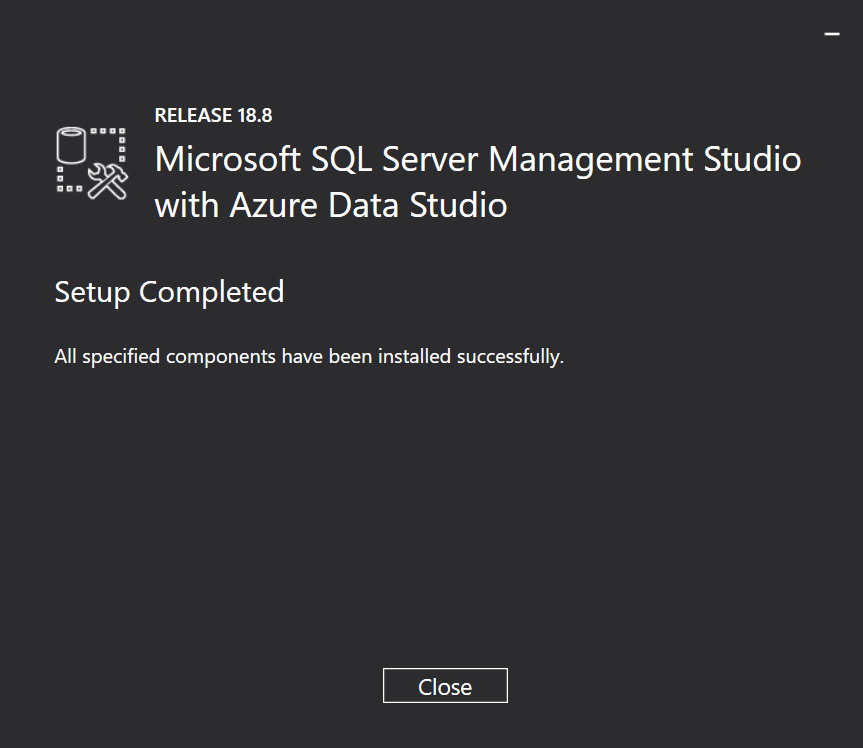 RELEASE 18.8
Microsoft SQL Server Management Studio
with Azure Data Studio
Setup Completed
All specified components have been installed successfully.
Close